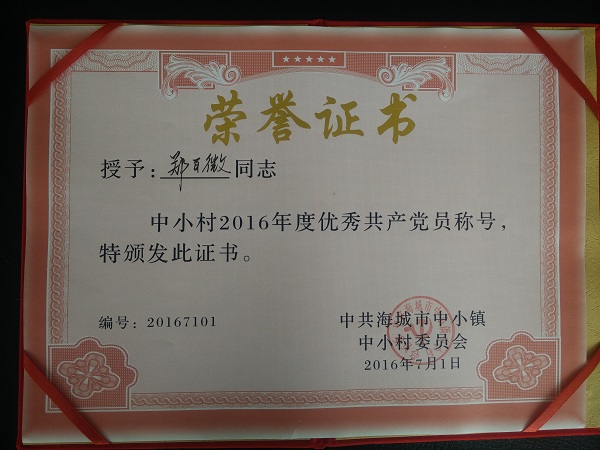 荣誉证书
授予：郑百微同志
中小村2016年度优秀共产党员称号，
特颁发此证书。
编号：20167101
中共海城市中小镇
中小村委员会
2016年7月1日